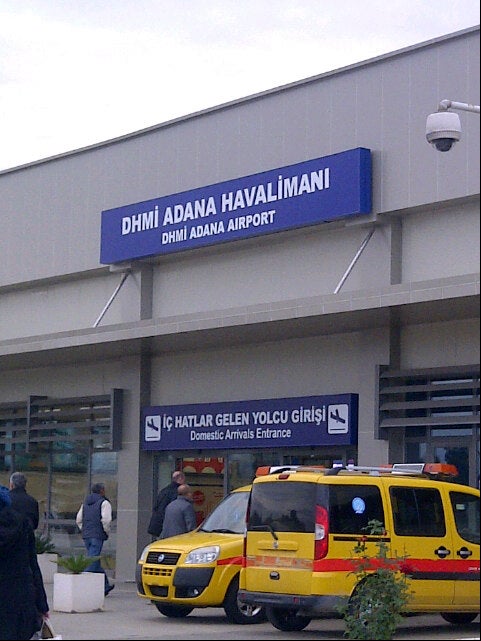 DHMİ ADANA HAVALİMANI
DHMİ ADANA AIRPORT
İÇ HATLAR GELEN YOLCU GİRİŞİ
Domestic Arrivals Entrance